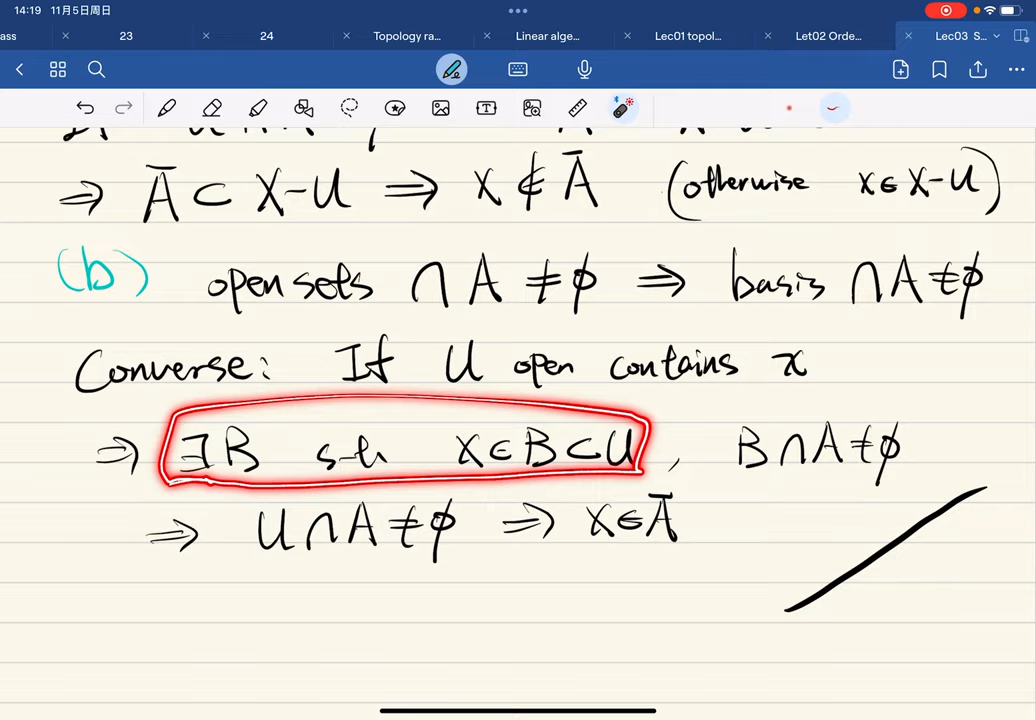 14:19 11月5日周日
ass 23 24 Topology ra... Linear alge... Lec01 topol... Let02 Orde... Lec03 S...
⇒ Ā ⊂ X-U ⇒ x ∉ Ā (otherwise x ∈ X-U)
(b) open sets ∩ A ≠ ϕ ⇒ basis ∩ A ≠ ϕ
Converse: If U open contains x
⇒ ∃B s.th x∈B⊂U, B∩A≠ϕ
⇒ U∩A≠ϕ ⇒ x∈Ā